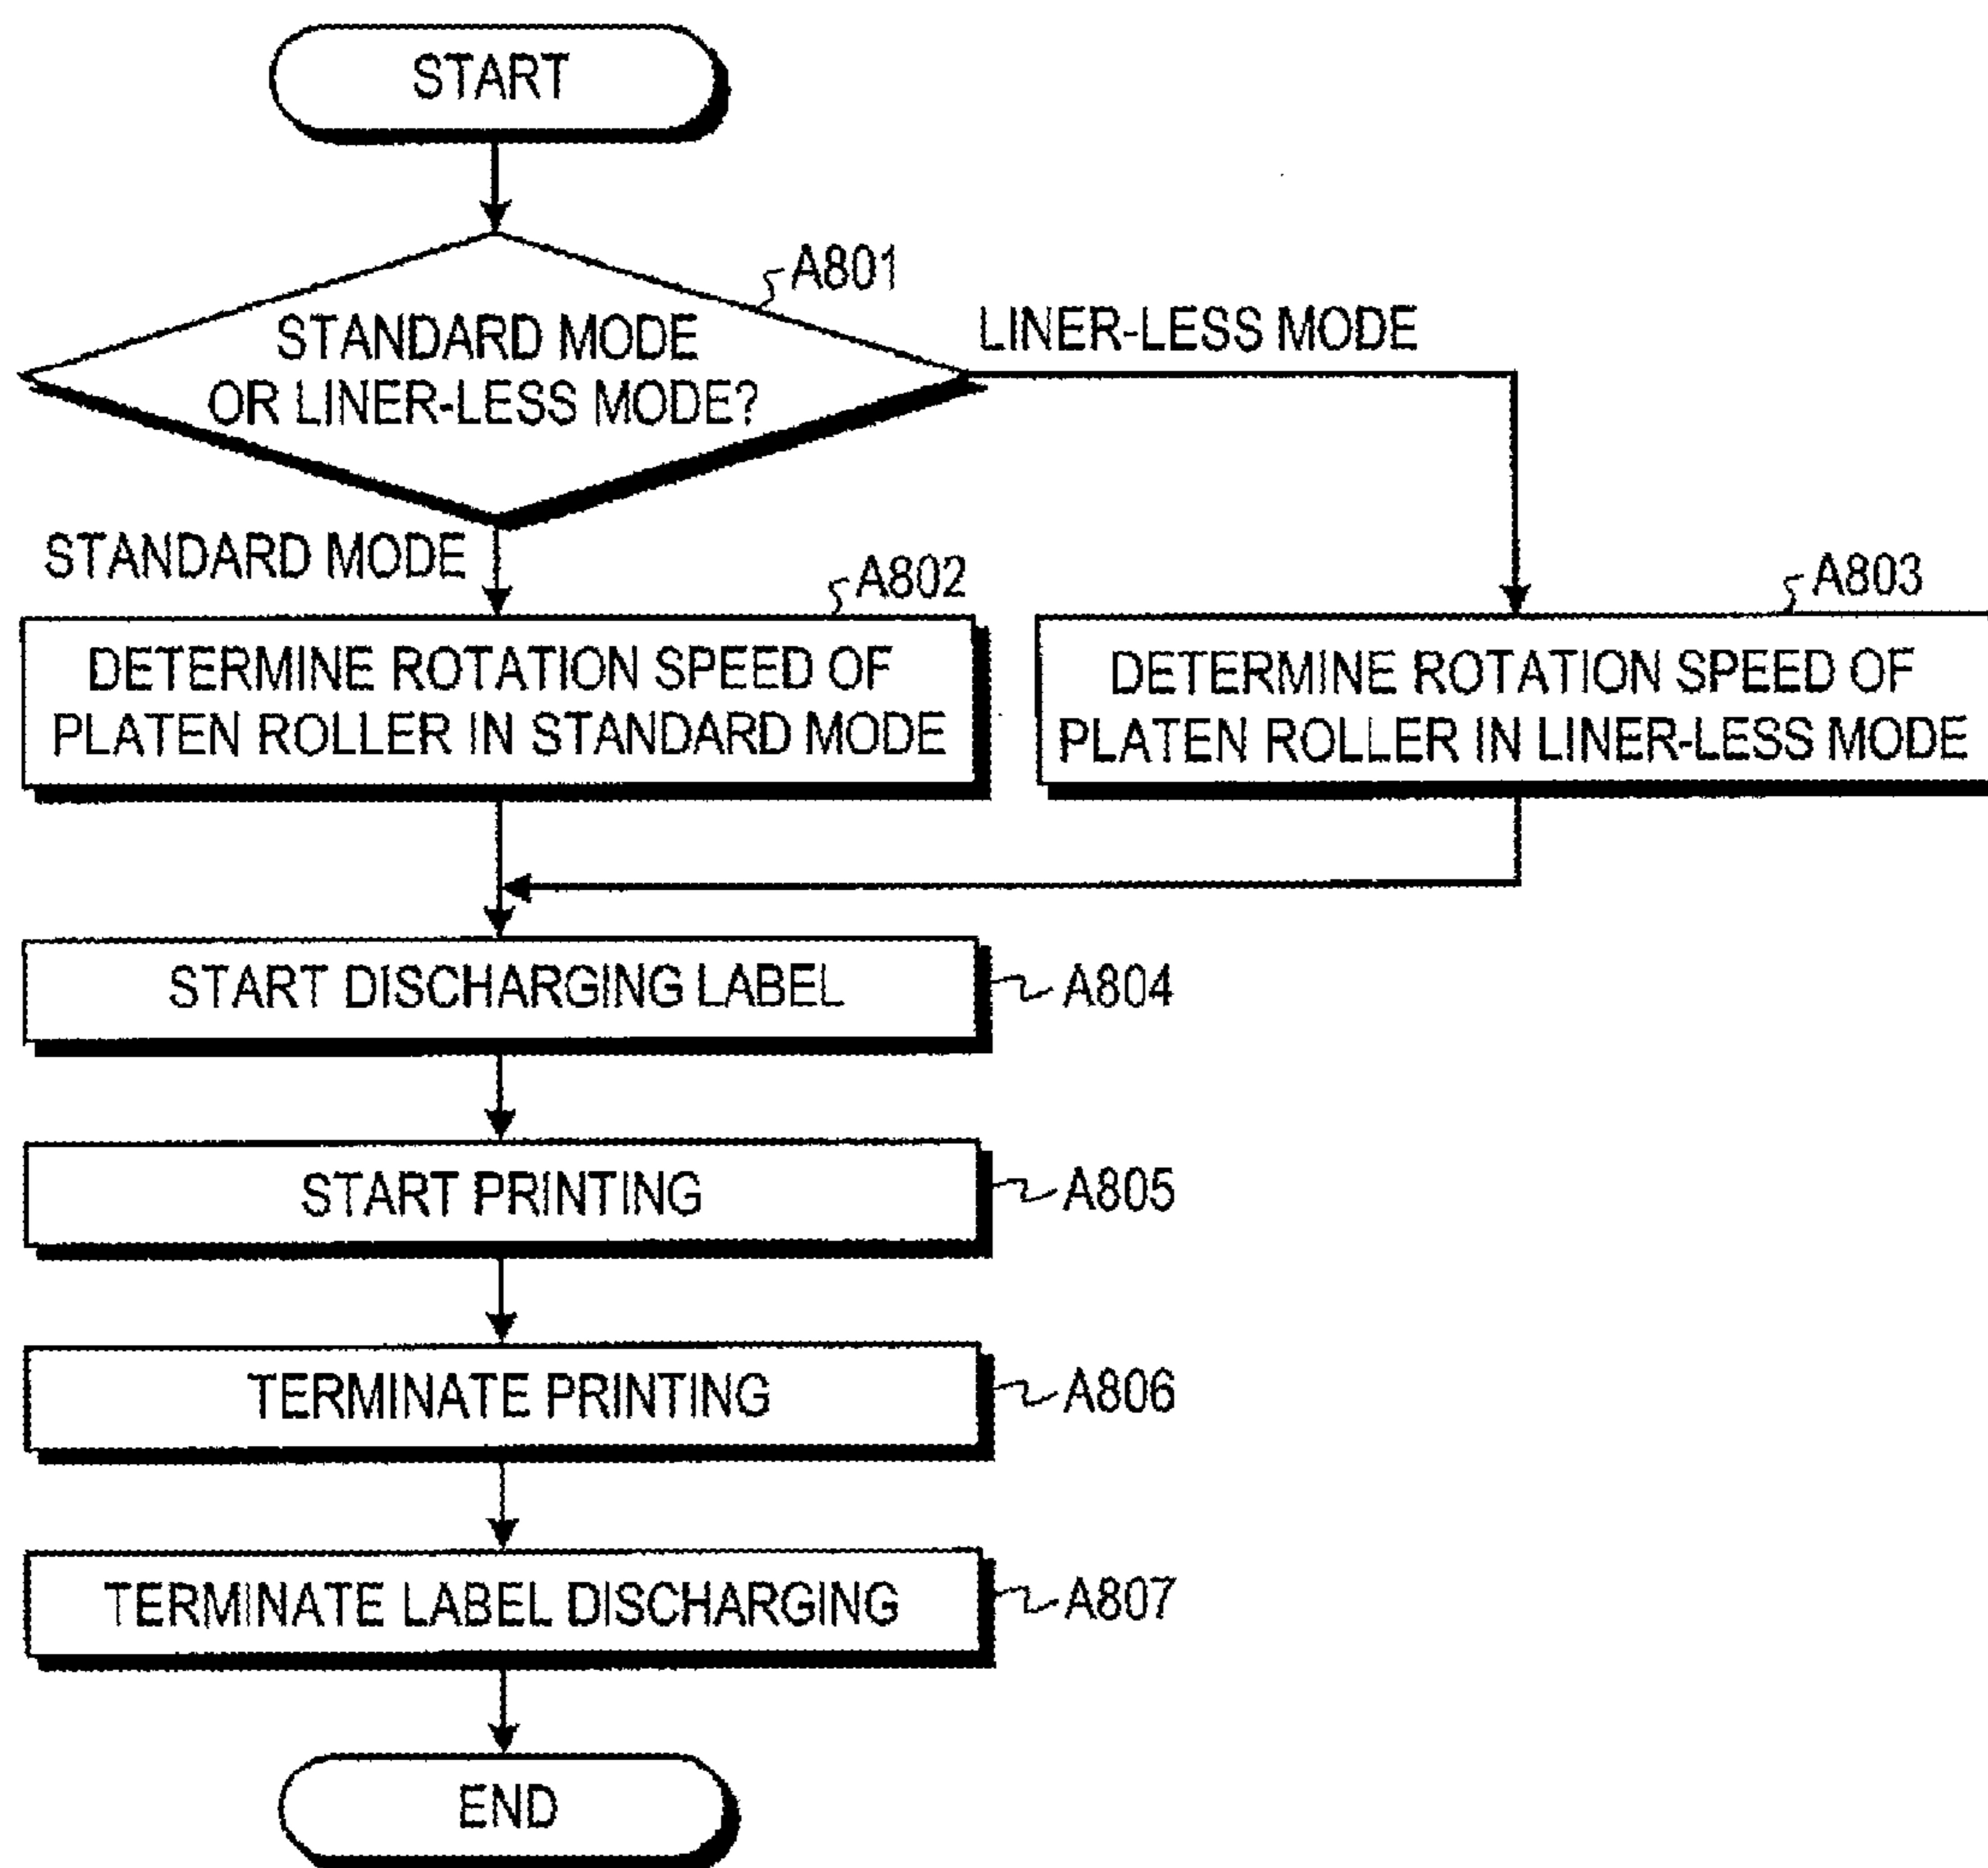 START
A801
STANDARD MODE
OR LINER-LESS MODE?
LINER-LESS MODE
STANDARD MODE
A802
DETERMINE ROTATION SPEED OF
PLATEN ROLLER IN STANDARD MODE
A803
DETERMINE ROTATION SPEED OF
PLATEN ROLLER IN LINER-LESS MODE
START DISCHARGING LABEL
A804
START PRINTING
A805
TERMINATE PRINTING
A806
TERMINATE LABEL DISCHARGING
A807
END